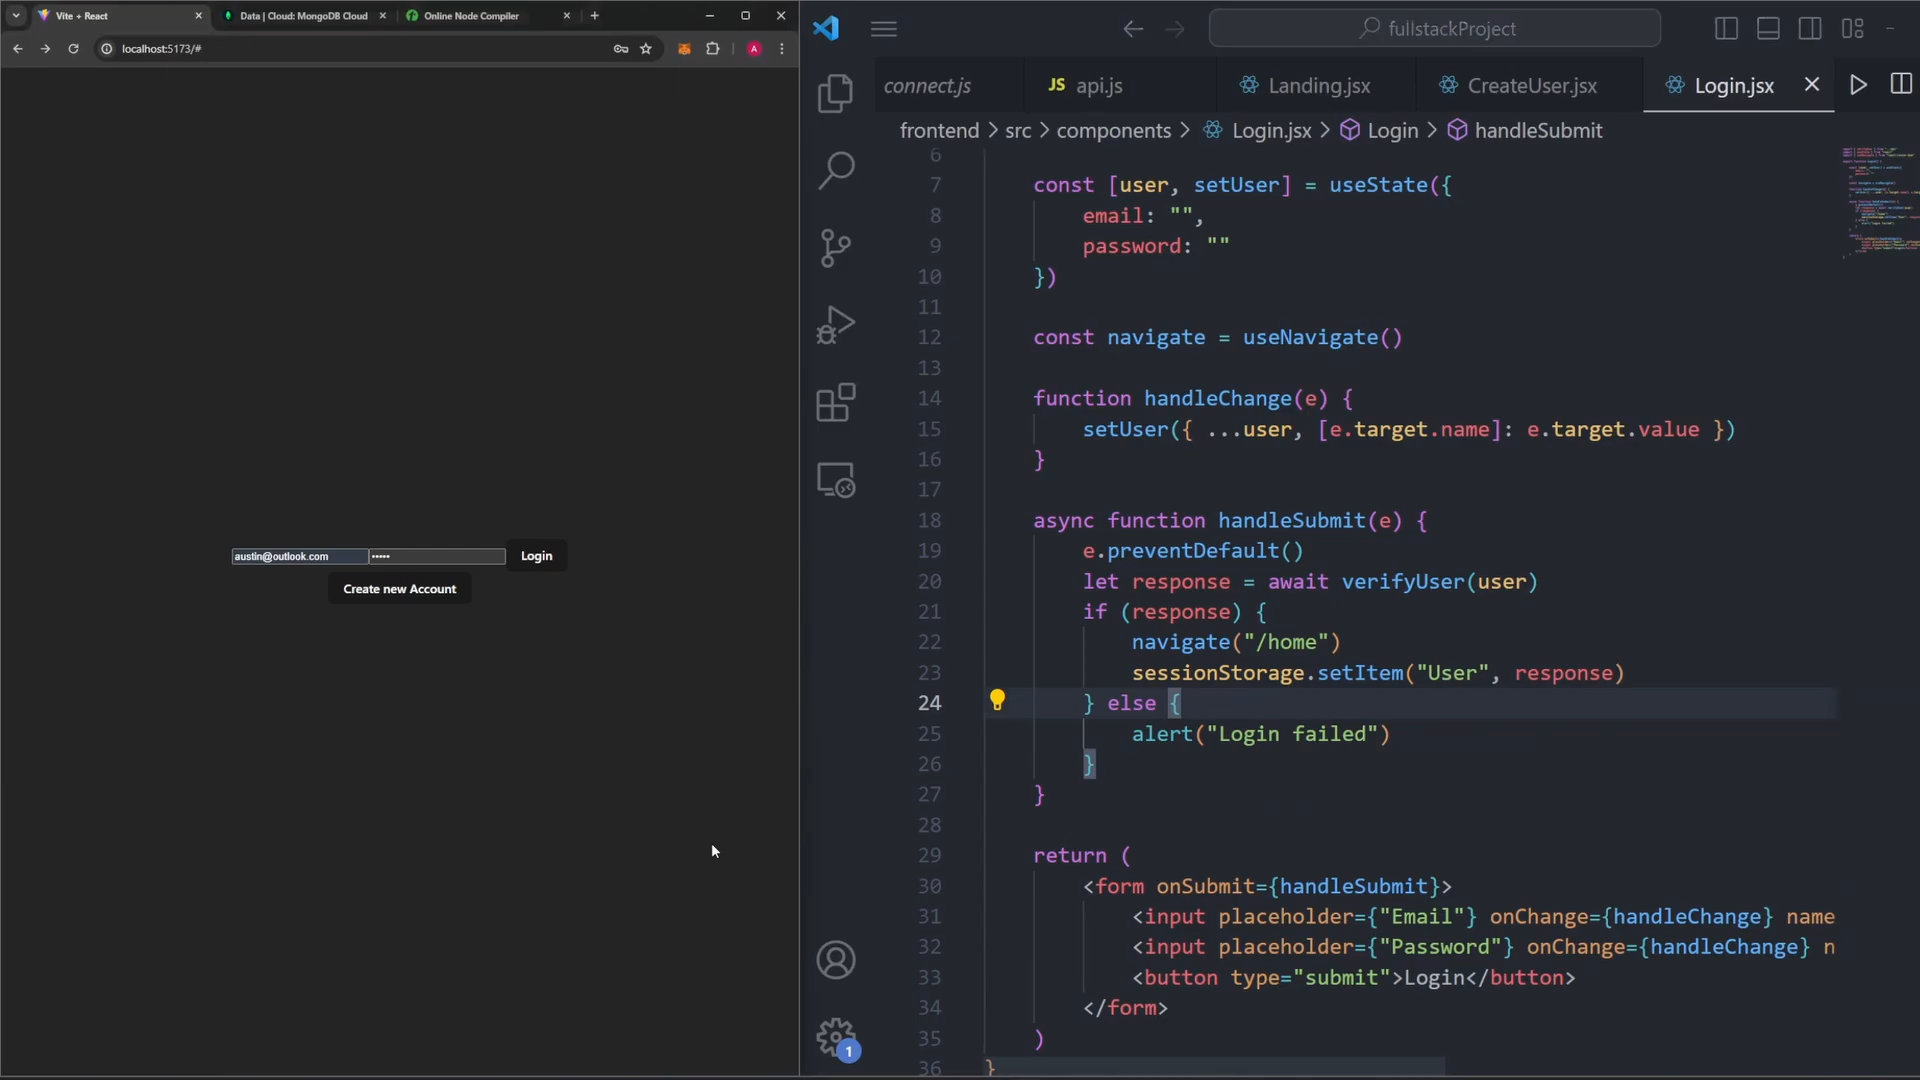 Vite + React
Data | Cloud: MongoDB Cloud
Online Node Compiler
localhost:5173/#
A
austin@outlook.com
•••••
Login
Create new Account
fullstackProject
connect.js
JS api.js
Landing.jsx
CreateUser.jsx
Login.jsx
frontend > src > components > Login.jsx > Login > handleSubmit
6
7 const [user, setUser] = useState({
8 email: "",
9 password: ""
10 })
11
12 const navigate = useNavigate()
13
14 function handleChange(e) {
15 setUser({ ...user, [e.target.name]: e.target.value })
16 }
17
18 async function handleSubmit(e) {
19 e.preventDefault()
20 let response = await verifyUser(user)
21 if (response) {
22 navigate("/home")
23 sessionStorage.setItem("User", response)
24 } else {
25 alert("Login failed")
26 }
27 }
28
29 return (
30 <form onSubmit={handleSubmit}>
31 <input placeholder={"Email"} onChange={handleChange} name
32 <input placeholder={"Password"} onChange={handleChange} n
33 <button type="submit">Login</button>
34 </form>
35 )
36 }
1